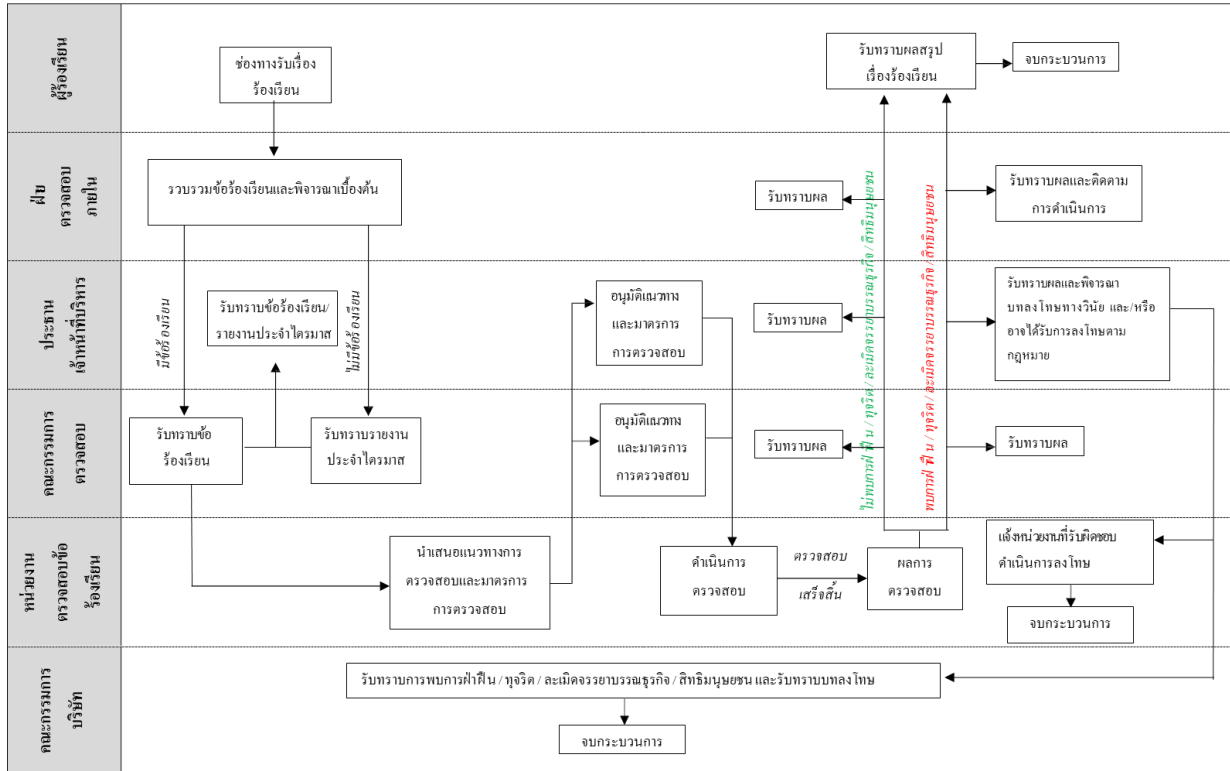 ผู้ร้องเรียน
ช่องทางรับเรื่อง
ร้องเรียน
รับทราบผลสรุป
เรื่องร้องเรียน
จบกระบวนการ
ฝ่าย
ตรวจสอบ
ภายใน
รวบรวมข้อร้องเรียนและพิจารณาเบื้องต้น
รับทราบผล
รับทราบผลและติดตาม
การดำเนินการ
มีข้อร้องเรียน
ไม่มีข้อร้องเรียน
ไม่พบการฝ่าฝืน / ทุจริต / ละเมิดจรรยาบรรณธุรกิจ / สิทธิมนุษยชน
พบการฝ่าฝืน / ทุจริต / ละเมิดจรรยาบรรณธุรกิจ / สิทธิมนุษยชน
ประธาน
เจ้าหน้าที่บริหาร
รับทราบข้อร้องเรียน/
รายงานประจำไตรมาส
อนุมัติแนวทาง
และมาตรการ
การตรวจสอบ
รับทราบผล
รับทราบผลและพิจารณา
บทลงโทษทางวินัย และ/หรือ
อาจได้รับการลงโทษตาม
กฎหมาย
คณะกรรมการ
ตรวจสอบ
รับทราบข้อ
ร้องเรียน
รับทราบรายงาน
ประจำไตรมาส
อนุมัติแนวทาง
และมาตรการ
การตรวจสอบ
รับทราบผล
รับทราบผล
หน่วยงาน
ตรวจสอบข้อ
ร้องเรียน
นำเสนอแนวทางการ
ตรวจสอบและมาตรการ
การตรวจสอบ
ดำเนินการ
ตรวจสอบ
ตรวจสอบ
เสร็จสิ้น
ผลการ
ตรวจสอบ
แจ้งหน่วยงานที่รับผิดชอบ
ดำเนินการลงโทษ
จบกระบวนการ
คณะกรรมการ
บริษัท
รับทราบการพบการฝ่าฝืน / ทุจริต / ละเมิดจรรยาบรรณธุรกิจ / สิทธิมนุษยชน และรับทราบบทลงโทษ
จบกระบวนการ